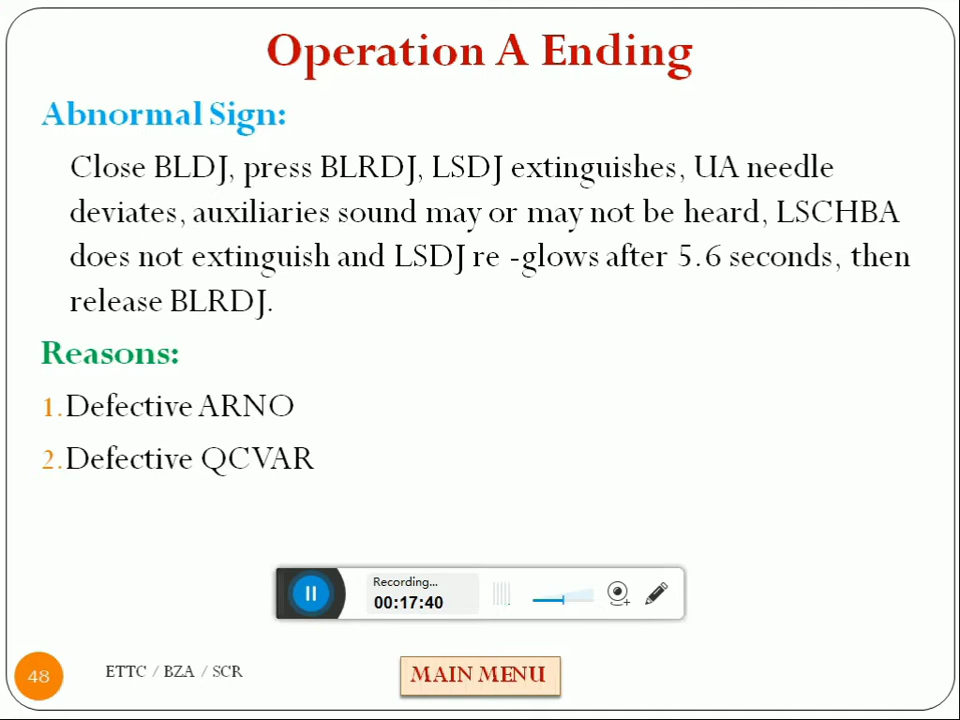 Operation A Ending
Abnormal Sign:
Close BLDJ, press BLRDJ, LSDJ extinguishes, UA needle
deviates, auxiliaries sound may or may not be heard, LSCHBA
does not extinguish and LSDJ re -glows after 5.6 seconds, then
release BLRDJ.
Reasons:
1. Defective ARNO
2. Defective QCVAR
Recording...
00:17:40
48
ETTC / BZA / SCR
MAIN MENU